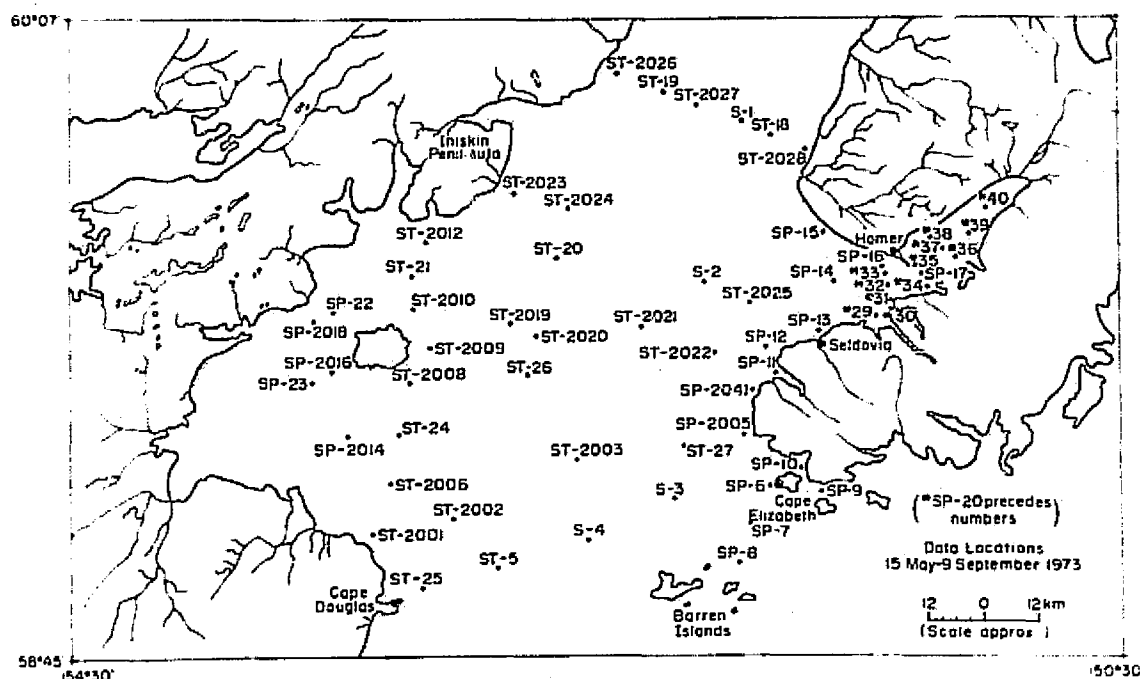 60°07'
ST-2026
ST-19
ST-2027
S-1
ST-18
ST-2028
Iniskin
Peninsula
ST-2023
ST-2024
*40
ST-2012
SP-15
Homer
*38
*39
*37
*36
ST-20
SP-16
*35
ST-21
S-2
SP-14
*33
SP-17
*32
*34
ST-2010
ST-2025
*31
SP-22
*29
*30
SP-2018
ST-2019
ST-2021
SP-13
ST-2020
SP-12
Seldovia
ST-2009
ST-2022
SP-2016
ST-26
SP-11
SP-23
ST-2008
SP-2041
ST-24
SP-2005
SP-2014
ST-2003
ST-27
SP-10
ST-2006
S-3
SP-6
SP-9
Cape
Elizabeth
(*SP-20 precedes
numbers)
ST-2002
SP-7
ST-2001
S-4
Data Locations
15 May-9 September 1973
ST-5
SP-8
ST-25
Cape
Douglas
12 0 12 km
(Scale approx)
Barren
Islands
58°45'
154°30'
150°30'